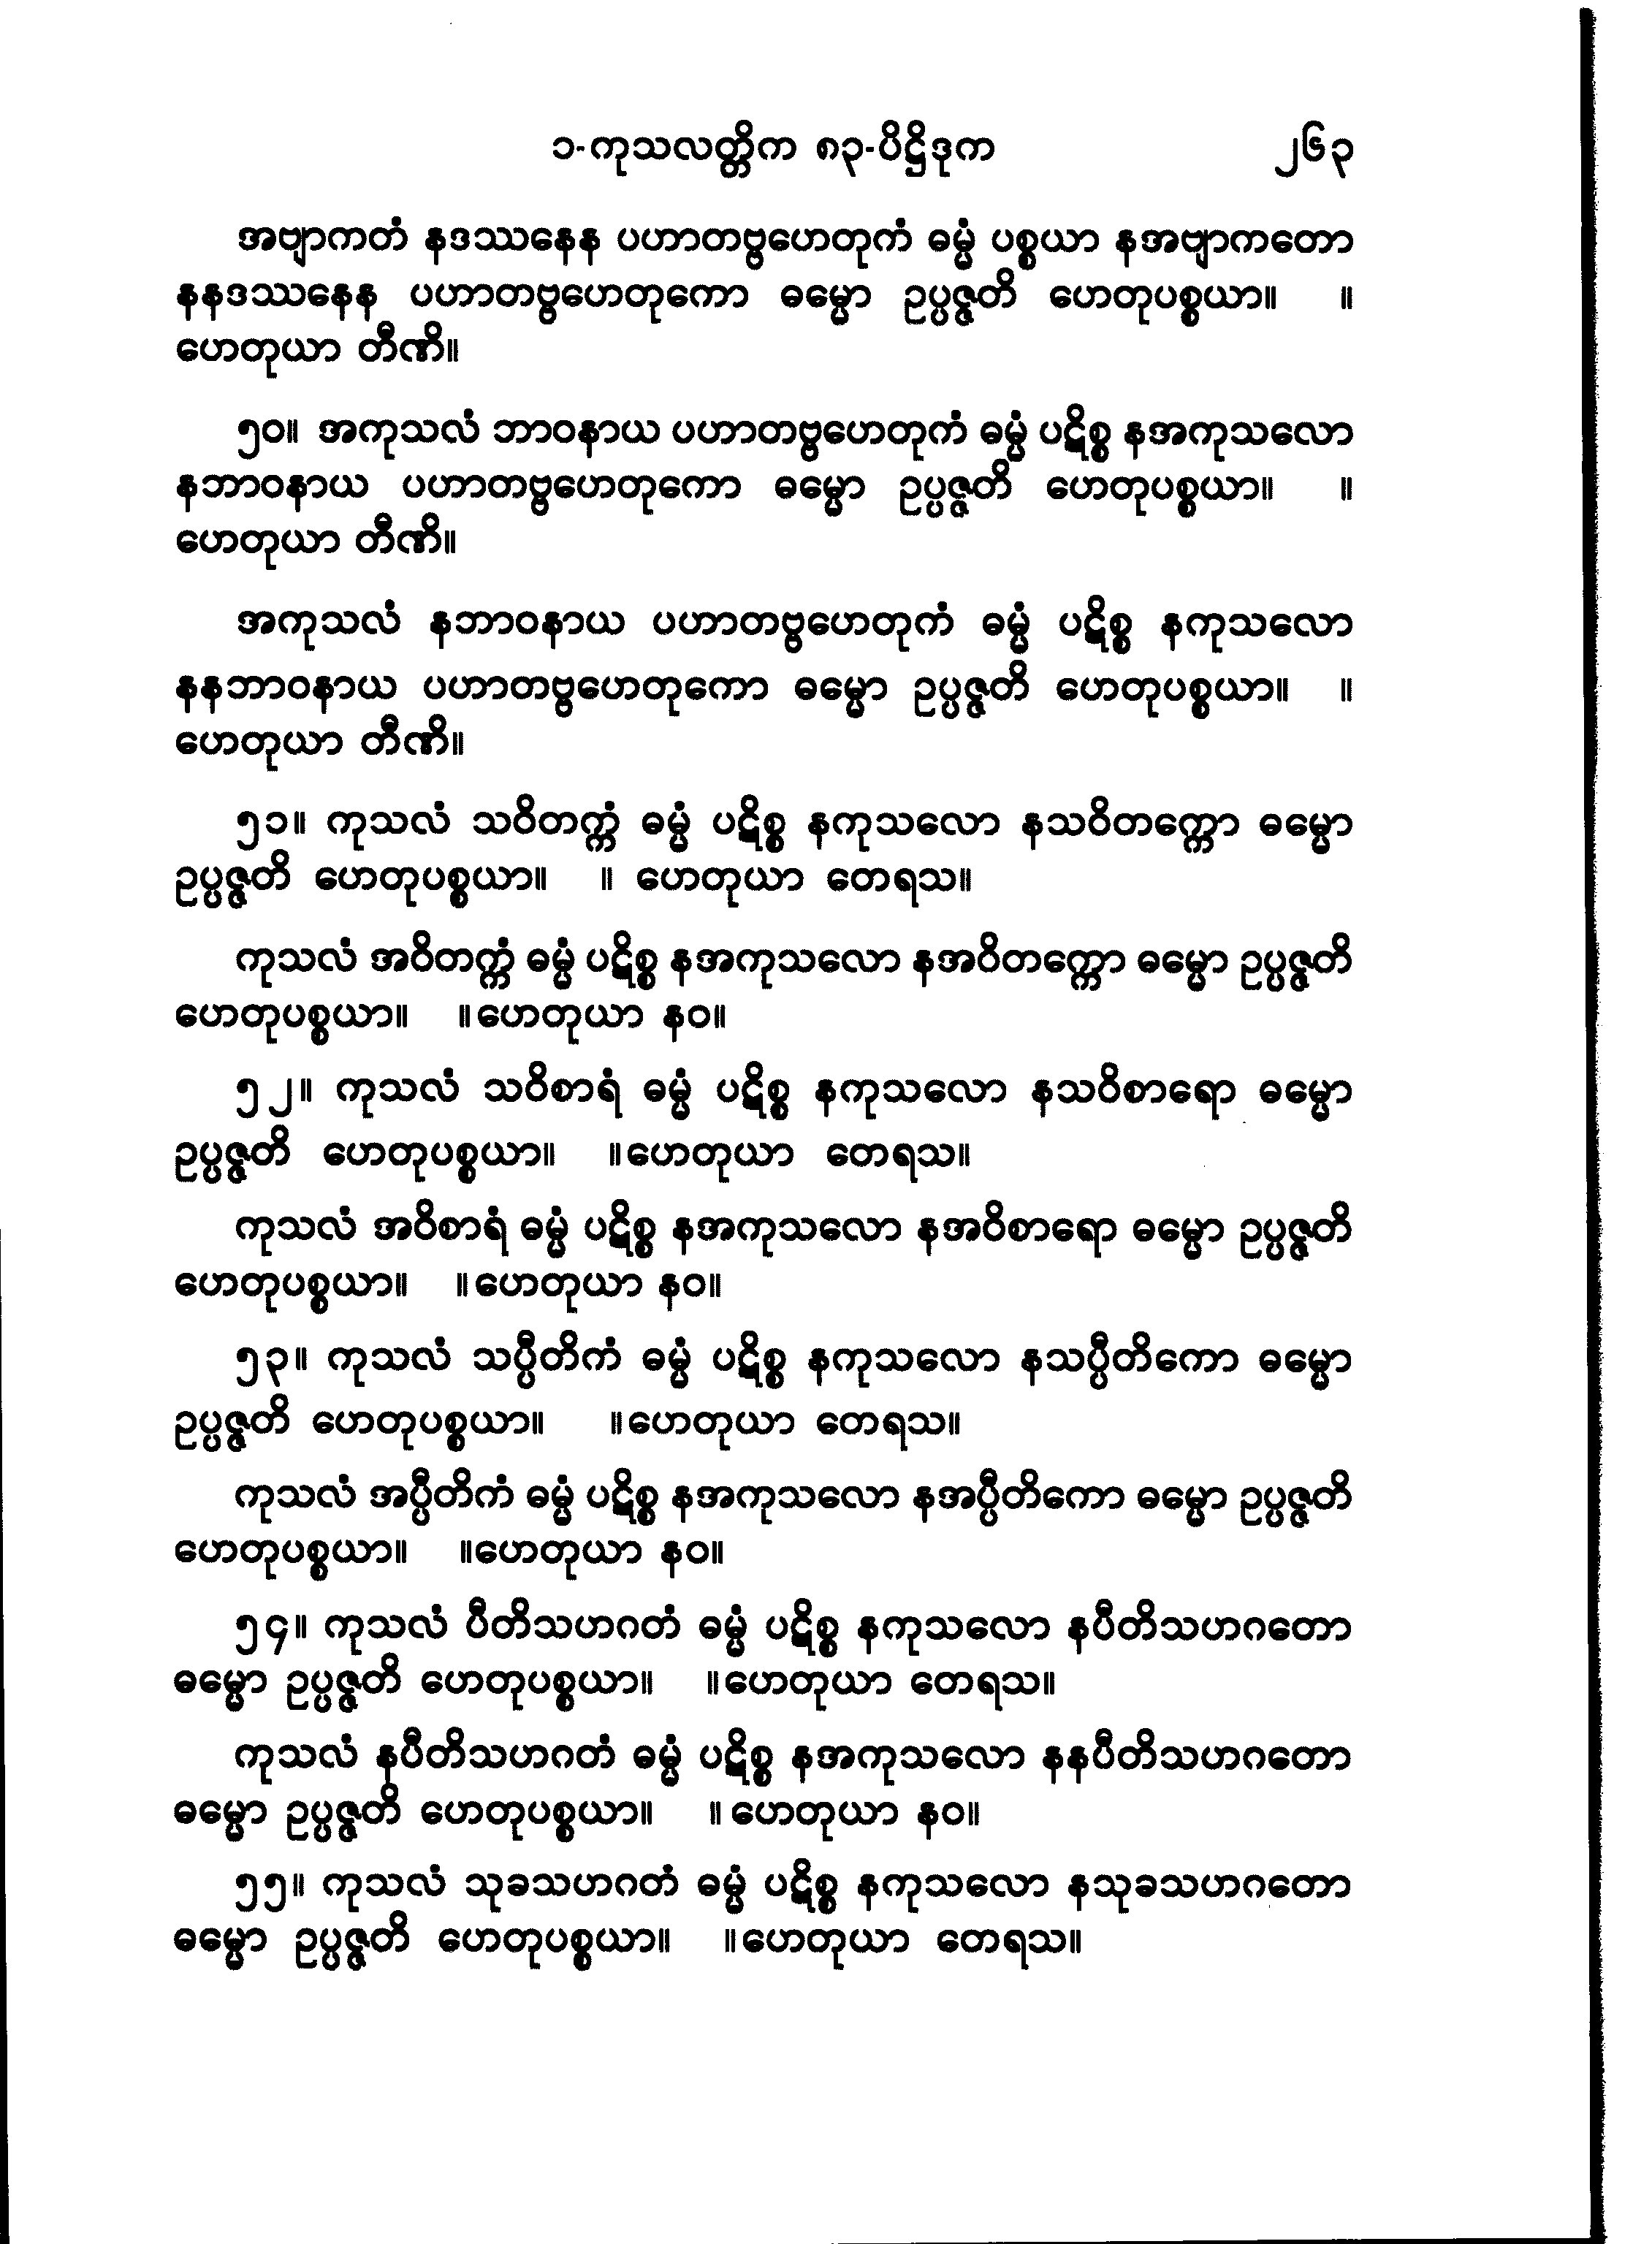 ၁-ကုသလတ္တိက ၈၃-ပိဋ္ဌိဒုက ၂၆၃
အဗျာကတံ နဒဿနေန ပဟာတဗ္ဗဟေတုကံ ဓမ္မံ ပစ္စယာ နအဗျာကတော
နနဒဿနေန ပဟာတဗ္ဗဟေတုကော ဓမ္မော ဥပ္ပဇ္ဇတိ ဟေတုပစ္စယာ။ ။
ဟေတုယာ တီဏိ။
၅၀။ အကုသလံ ဘာဝနာယ ပဟာတဗ္ဗဟေတုကံ ဓမ္မံ ပဋိစ္စ နအကုသလော
နဘာဝနာယ ပဟာတဗ္ဗဟေတုကော ဓမ္မော ဥပ္ပဇ္ဇတိ ဟေတုပစ္စယာ။ ။
ဟေတုယာ တီဏိ။
အကုသလံ နဘာဝနာယ ပဟာတဗ္ဗဟေတုကံ ဓမ္မံ ပဋိစ္စ နကုသလော
နနဘာဝနာယ ပဟာတဗ္ဗဟေတုကော ဓမ္မော ဥပ္ပဇ္ဇတိ ဟေတုပစ္စယာ။ ။
ဟေတုယာ တီဏိ။
၅၁။ ကုသလံ သဝိတက္ကံ ဓမ္မံ ပဋိစ္စ နကုသလော နသဝိတက္ကော ဓမ္မော
ဥပ္ပဇ္ဇတိ ဟေတုပစ္စယာ။ ။ ဟေတုယာ တေရသ။
ကုသလံ အဝိတက္ကံ ဓမ္မံ ပဋိစ္စ နအကုသလော နအဝိတက္ကော ဓမ္မော ဥပ္ပဇ္ဇတိ
ဟေတုပစ္စယာ။ ။ဟေတုယာ နဝ။
၅၂။ ကုသလံ သဝိစာရံ ဓမ္မံ ပဋိစ္စ နကုသလော နသဝိစာရော ဓမ္မော
ဥပ္ပဇ္ဇတိ ဟေတုပစ္စယာ။ ။ဟေတုယာ တေရသ။
ကုသလံ အဝိစာရံ ဓမ္မံ ပဋိစ္စ နအကုသလော နအဝိစာရော ဓမ္မော ဥပ္ပဇ္ဇတိ
ဟေတုပစ္စယာ။ ။ဟေတုယာ နဝ။
၅၃။ ကုသလံ သပ္ပီတိကံ ဓမ္မံ ပဋိစ္စ နကုသလော နသပ္ပီတိကော ဓမ္မော
ဥပ္ပဇ္ဇတိ ဟေတုပစ္စယာ။ ။ဟေတုယာ တေရသ။
ကုသလံ အပ္ပီတိကံ ဓမ္မံ ပဋိစ္စ နအကုသလော နအပ္ပီတိကော ဓမ္မော ဥပ္ပဇ္ဇတိ
ဟေတုပစ္စယာ။ ။ဟေတုယာ နဝ။
၅၄။ ကုသလံ ပီတိသဟဂတံ ဓမ္မံ ပဋိစ္စ နကုသလော နပီတိသဟဂတော
ဓမ္မော ဥပ္ပဇ္ဇတိ ဟေတုပစ္စယာ။ ။ဟေတုယာ တေရသ။
ကုသလံ နပီတိသဟဂတံ ဓမ္မံ ပဋိစ္စ နအကုသလော နနပီတိသဟဂတော
ဓမ္မော ဥပ္ပဇ္ဇတိ ဟေတုပစ္စယာ။ ။ဟေတုယာ နဝ။
၅၅။ ကုသလံ သုခသဟဂတံ ဓမ္မံ ပဋိစ္စ နကုသလော နသုခသဟဂတော
ဓမ္မော ဥပ္ပဇ္ဇတိ ဟေတုပစ္စယာ။ ။ဟေတုယာ တေရသ။